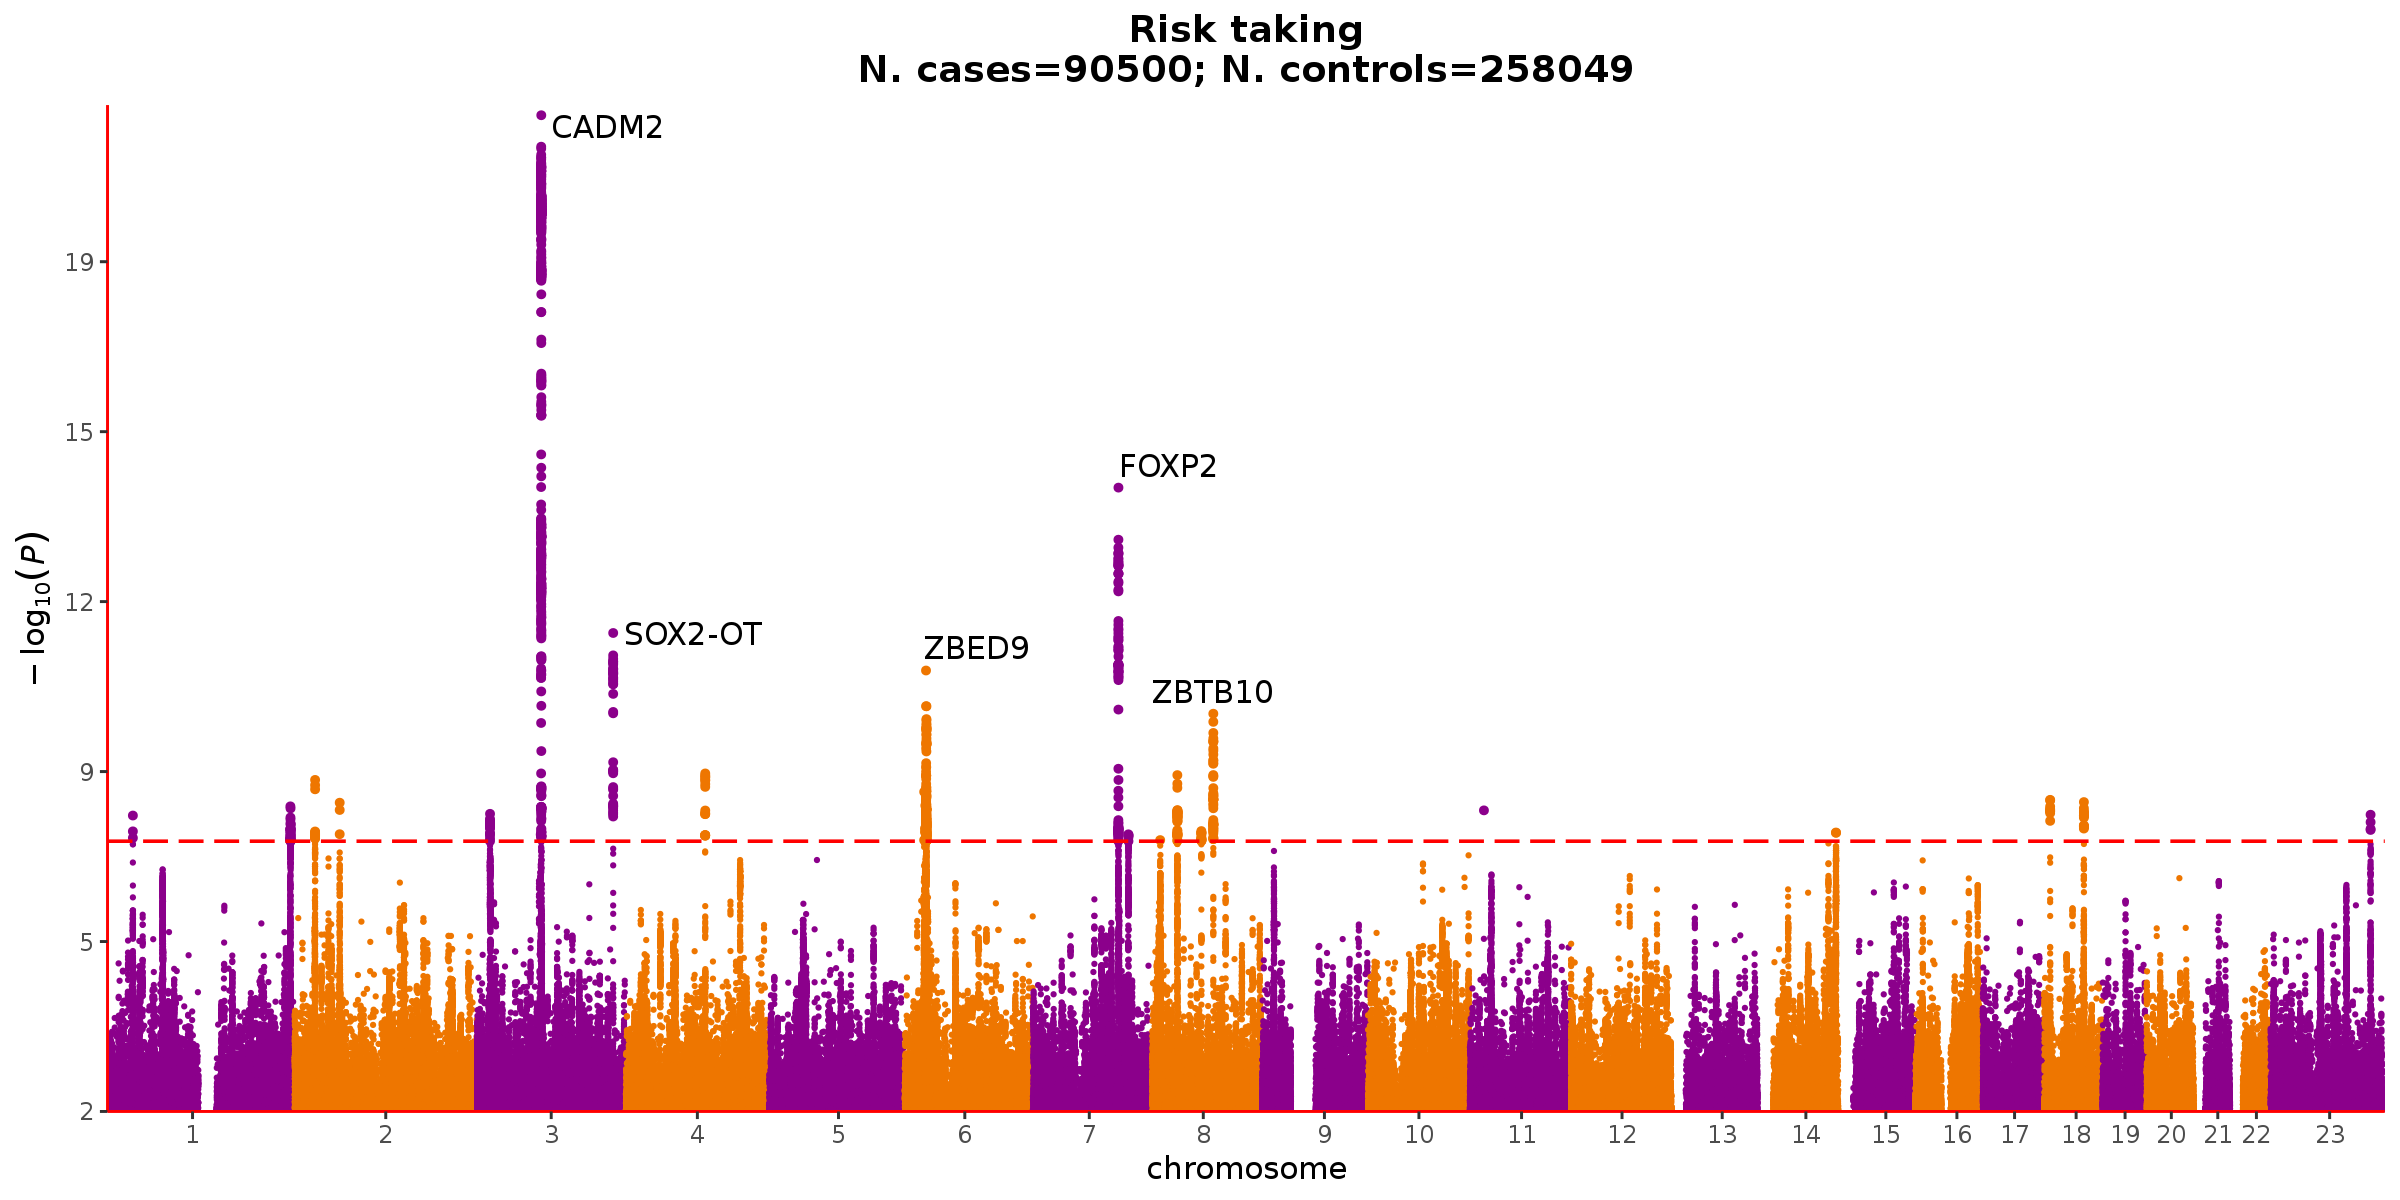 Risk taking
N. cases=90500; N. controls=258049
CADM2
19
15
FOXP2
12
SOX2-OT
ZBED9
ZBTB10
9
5
2
−log10(P)
1 2 3 4 5 6 7 8 9 10 11 12 13 14 15 16 17 18 19 20 21 22 23
chromosome